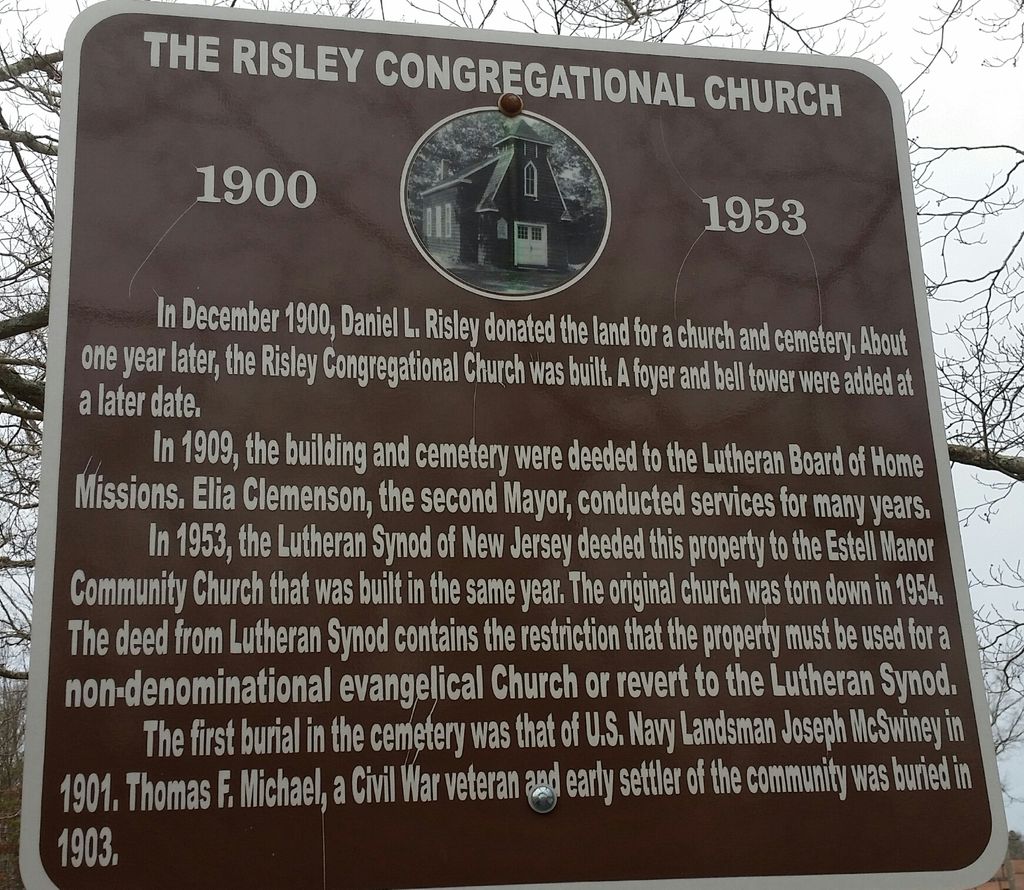 THE RISLEY CONGREGATIONAL CHURCH
1900
1953
In December 1900, Daniel L. Risley donated the land for a church and cemetery. About
one year later, the Risley Congregational Church was built. A foyer and bell tower were added at
a later date.
In 1909, the building and cemetery were deeded to the Lutheran Board of Home
Missions. Elia Clemenson, the second Mayor, conducted services for many years.
In 1953, the Lutheran Synod of New Jersey deeded this property to the Estell Manor
Community Church that was built in the same year. The original church was torn down in 1954.
The deed from Lutheran Synod contains the restriction that the property must be used for a
non-denominational evangelical Church or revert to the Lutheran Synod.
The first burial in the cemetery was that of U.S. Navy Landsman Joseph McSwiney in
1901. Thomas F. Michael, a Civil War veteran and early settler of the community was buried in
1903.